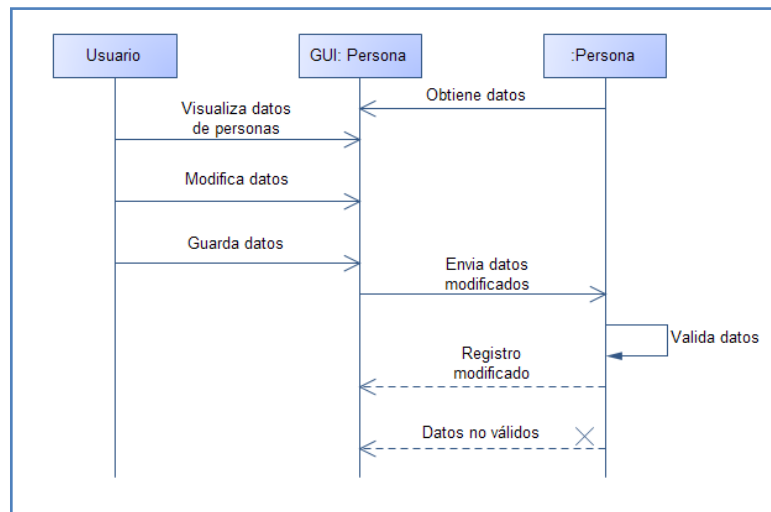 Usuario
GUI: Persona
:Persona
Obtiene datos
Visualiza datos
de personas
Modifica datos
Guarda datos
Envia datos
modificados
Valida datos
Registro
modificado
Datos no válidos